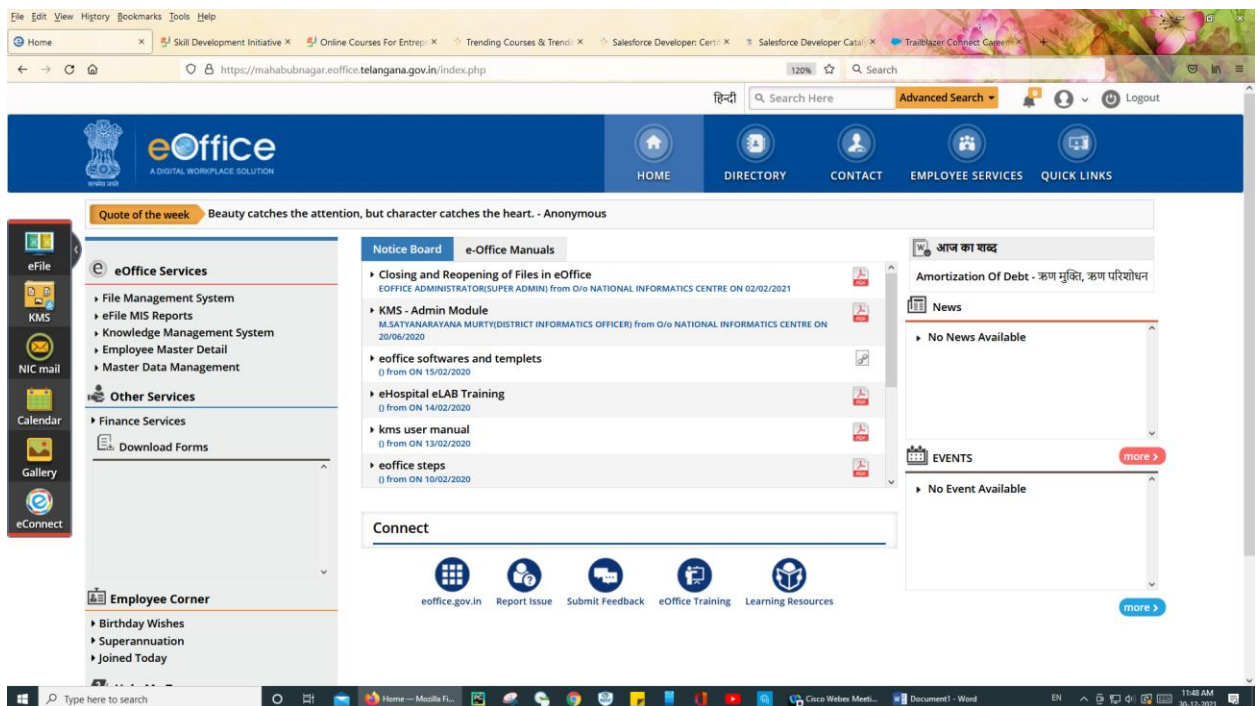 File Edit View History Bookmarks Tools Help
Home
Skill Development Initiative
Online Courses For Entrepr
Trending Courses & Trendi
Salesforce Developer: Certi
Salesforce Developer Cataly
Trailblazer Connect Career
https://mahabubnagar.eoffice.telangana.gov.in/index.php
120%
Search
हिन्दी
Search Here
Advanced Search
Logout
सत्यमेव जयते
eOffice
A DIGITAL WORKPLACE SOLUTION
HOME
DIRECTORY
CONTACT
EMPLOYEE SERVICES
QUICK LINKS
Quote of the week
Beauty catches the attention, but character catches the heart. - Anonymous
eFile
KMS
NIC mail
Calendar
Gallery
eConnect
eOffice Services
File Management System
eFile MIS Reports
Knowledge Management System
Employee Master Detail
Master Data Management
Other Services
Finance Services
Download Forms
Employee Corner
Birthday Wishes
Superannuation
Joined Today
Notice Board
e-Office Manuals
Closing and Reopening of Files in eOffice
EOFFICE ADMINISTRATOR(SUPER ADMIN) from O/o NATIONAL INFORMATICS CENTRE ON 02/02/2021
KMS - Admin Module
M.SATYANARAYANA MURTY(DISTRICT INFORMATICS OFFICER) from O/o NATIONAL INFORMATICS CENTRE ON
20/06/2020
eoffice softwares and templets
() from ON 15/02/2020
eHospital eLAB Training
() from ON 14/02/2020
kms user manual
() from ON 13/02/2020
eoffice steps
() from ON 10/02/2020
Connect
eoffice.gov.in
Report Issue
Submit Feedback
eOffice Training
Learning Resources
आज का शब्द
Amortization Of Debt - ऋण मुक्ति, ऋण परिशोधन
News
No News Available
EVENTS
more >
No Event Available
more >
Type here to search
Home — Mozilla Fi...
Cisco Webex Meeti...
Document1 - Word
EN
11:48 AM
30-12-2021